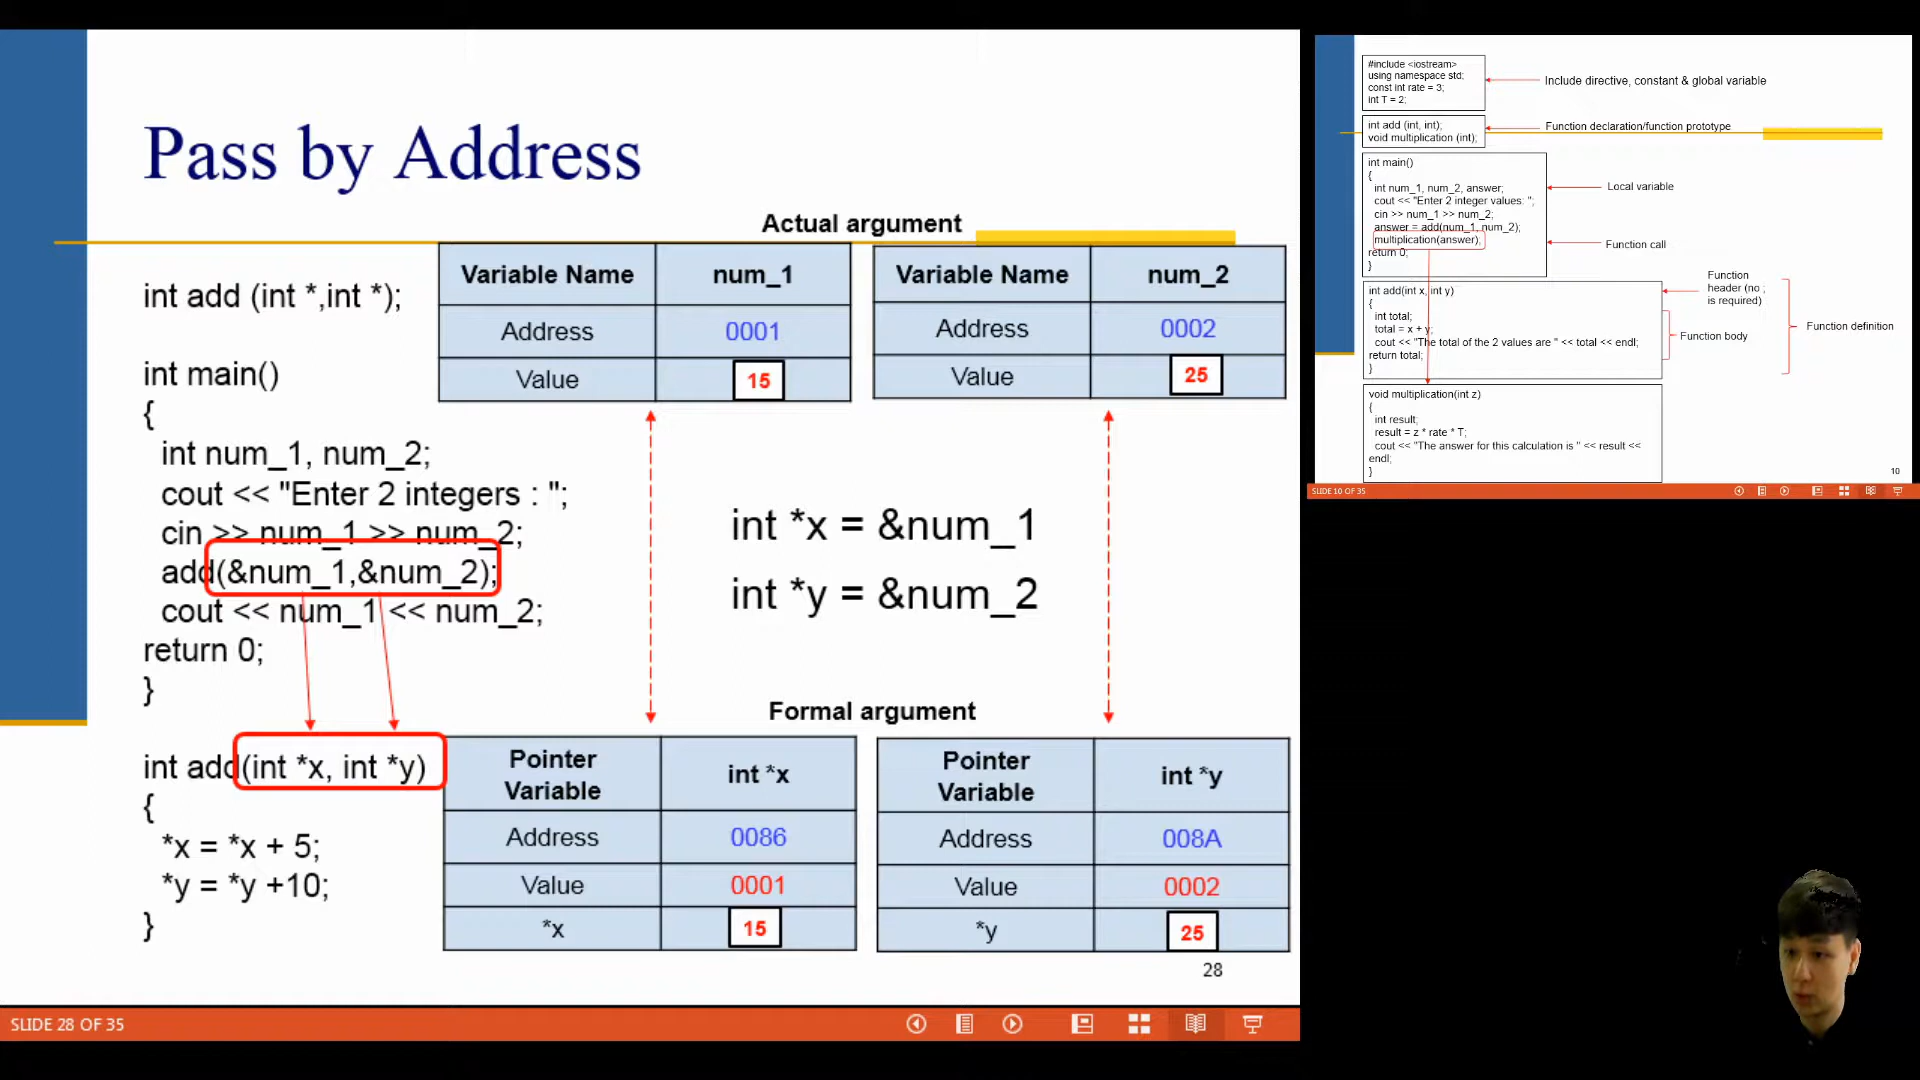 Pass by Address
Actual argument
Variable Name num_1
Address 0001
Value 15
Variable Name num_2
Address 0002
Value 25
int add (int *,int *);
int main()
{
int num_1, num_2;
cout << "Enter 2 integers : ";
cin >> num_1 >> num_2;
add(&num_1,&num_2);
cout << num_1 << num_2;
return 0;
}
int add(int *x, int *y)
{
*x = *x + 5;
*y = *y +10;
}
int *x = &num_1
int *y = &num_2
Formal argument
Pointer
Variable
int *x
Address 0086
Value 0001
*x 15
Pointer
Variable
int *y
Address 008A
Value 0002
*y 25
28
SLIDE 28 OF 35
#include <iostream>
using namespace std;
const int rate = 3;
int T = 2;
Include directive, constant & global variable
int add (int, int);
void multiplication (int);
Function declaration/function prototype
int main()
{
int num_1, num_2, answer;
cout << "Enter 2 integer values: ";
cin >> num_1 >> num_2;
answer = add(num_1, num_2);
multiplication(answer);
return 0;
}
Local variable
Function call
int add(int x, int y)
{
int total;
total = x + y;
cout << "The total of the 2 values are " << total << endl;
return total;
}
Function
header (no ;
is required)
Function body
Function definition
void multiplication(int z)
{
int result;
result = z * rate * T;
cout << "The answer for this calculation is " << result <<
endl;
}
10
SLIDE 10 OF 35